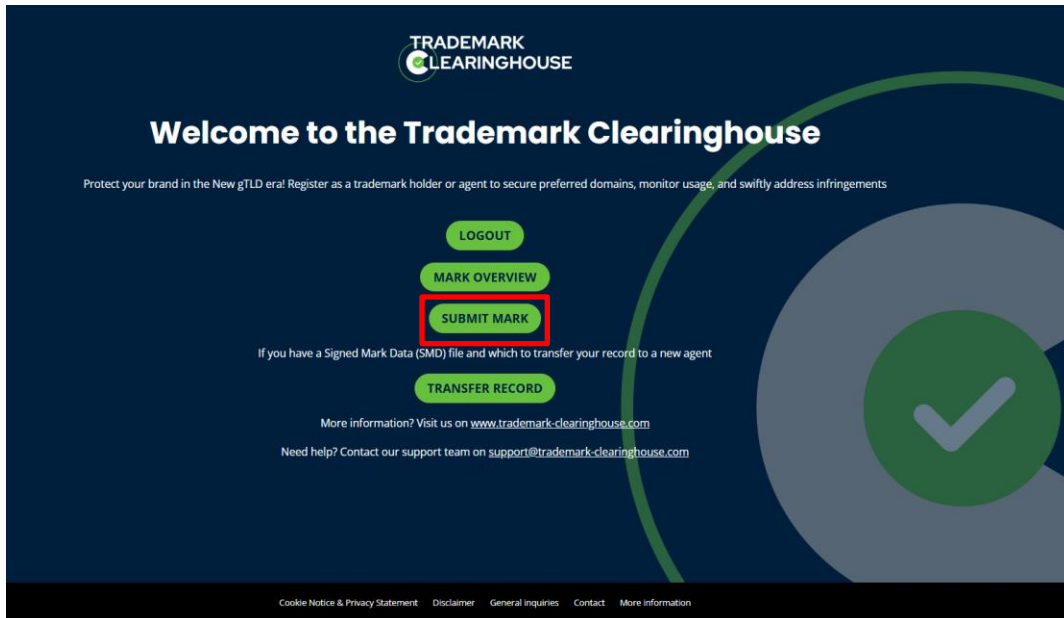 TRADEMARK
CLEARINGHOUSE
Welcome to the Trademark Clearinghouse
Protect your brand in the New gTLD era! Register as a trademark holder or agent to secure preferred domains, monitor usage, and swiftly address infringements
LOGOUT
MARK OVERVIEW
SUBMIT MARK
If you have a Signed Mark Data (SMD) file and which to transfer your record to a new agent
TRANSFER RECORD
More information? Visit us on www.trademark-clearinghouse.com
Need help? Contact our support team on support@trademark-clearinghouse.com
Cookie Notice & Privacy Statement Disclaimer General inquiries Contact More information